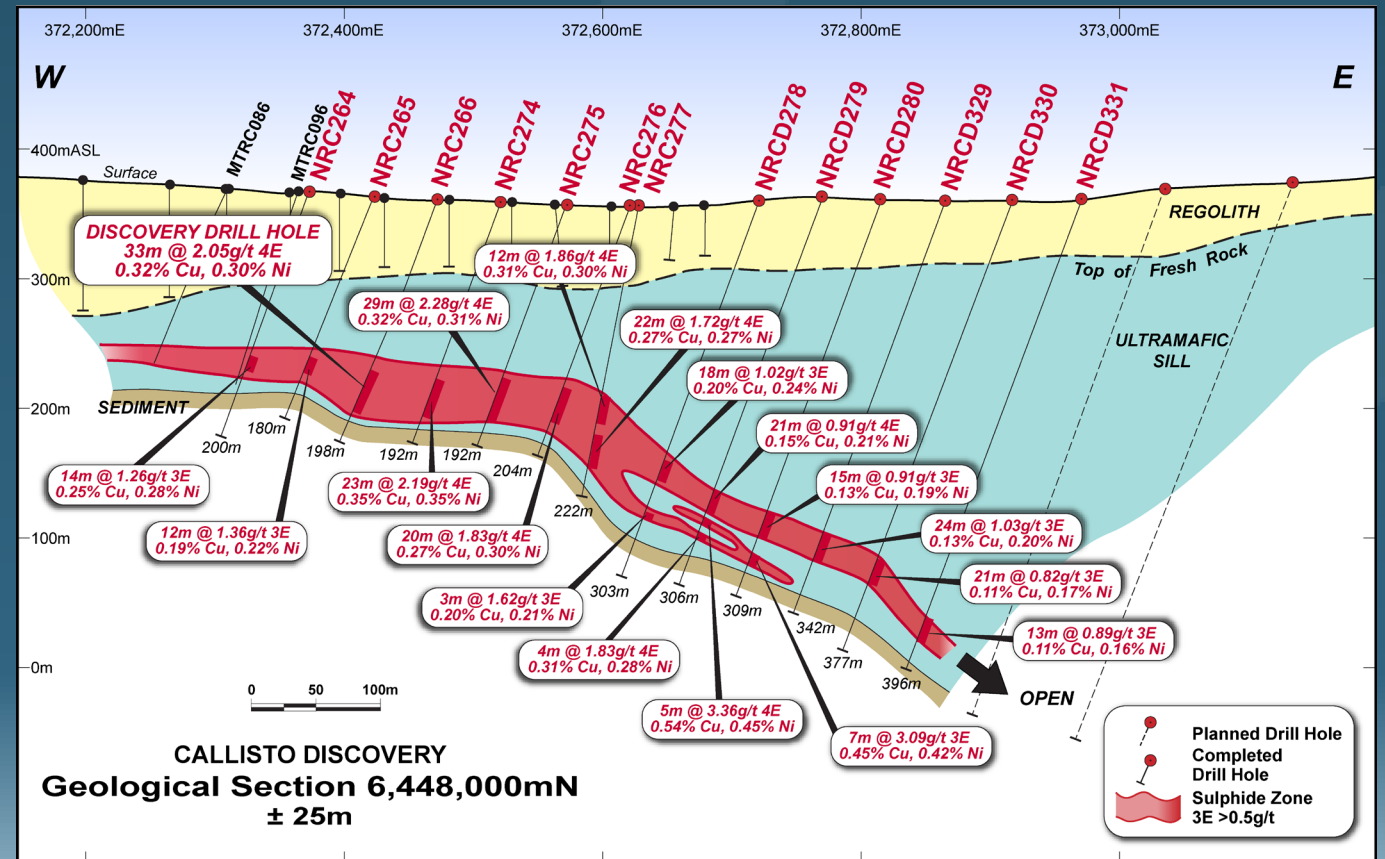 372,200mE
372,400mE
372,600mE
372,800mE
373,000mE
W
E
MTRC086
MTRC096
NRC264
NRC265
NRC266
NRC274
NRC275
NRC276
NRC277
NRCD278
NRCD279
NRCD280
NRCD329
NRCD330
NRCD331
400mASL
Surface
REGOLITH
Top of Fresh Rock
DISCOVERY DRILL HOLE
33m @ 2.05g/t 4E
0.32% Cu, 0.30% Ni
12m @ 1.86g/t 4E
0.31% Cu, 0.30% Ni
300m
29m @ 2.28g/t 4E
0.32% Cu, 0.31% Ni
22m @ 1.72g/t 4E
0.27% Cu, 0.27% Ni
ULTRAMAFIC
SILL
18m @ 1.02g/t 3E
0.20% Cu, 0.24% Ni
200m
SEDIMENT
21m @ 0.91g/t 4E
0.15% Cu, 0.21% Ni
200m
180m
198m
192m
192m
204m
222m
303m
306m
309m
342m
377m
396m
14m @ 1.26g/t 3E
0.25% Cu, 0.28% Ni
23m @ 2.19g/t 4E
0.35% Cu, 0.35% Ni
15m @ 0.91g/t 3E
0.13% Cu, 0.19% Ni
100m
12m @ 1.36g/t 3E
0.19% Cu, 0.22% Ni
20m @ 1.83g/t 4E
0.27% Cu, 0.30% Ni
24m @ 1.03g/t 3E
0.13% Cu, 0.20% Ni
3m @ 1.62g/t 3E
0.20% Cu, 0.21% Ni
21m @ 0.82g/t 3E
0.11% Cu, 0.17% Ni
4m @ 1.83g/t 4E
0.31% Cu, 0.28% Ni
13m @ 0.89g/t 3E
0.11% Cu, 0.16% Ni
0m
0 50 100m
OPEN
5m @ 3.36g/t 4E
0.54% Cu, 0.45% Ni
7m @ 3.09g/t 3E
0.45% Cu, 0.42% Ni
CALLISTO DISCOVERY
Geological Section 6,448,000mN
± 25m
Planned Drill Hole
Completed
Drill Hole
Sulphide Zone
3E >0.5g/t